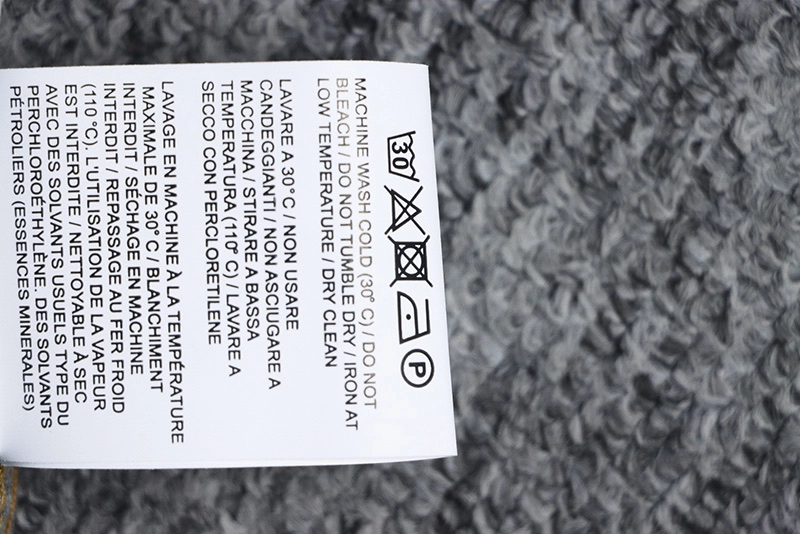 30
P
MACHINE WASH COLD (30° C) / DO NOT
BLEACH / DO NOT TUMBLE DRY / IRON AT
LOW TEMPERATURE / DRY CLEAN
LAVARE A 30°C / NON USARE
CANDEGGIANTI / NON ASCIUGARE A
MACCHINA / STIRARE A BASSA
TEMPERATURA (110° C) / LAVARE A
SECCO CON PERCLORETILENE
LAVAGE EN MACHINE À LA TEMPÉRATURE
MAXIMALE DE 30° C / BLANCHIMENT
INTERDIT / SÉCHAGE EN MACHINE
INTERDIT / REPASSAGE AU FER FROID
(110 °C), L'UTILISATION DE LA VAPEUR
EST INTERDITE / NETTOYABLE À SEC
AVEC DES SOLVANTS USUELS TYPE DU
PERCHLOROÉTHYLÈNE, DES SOLVANTS
PÉTROLIERS (ESSENCES MINERALES)